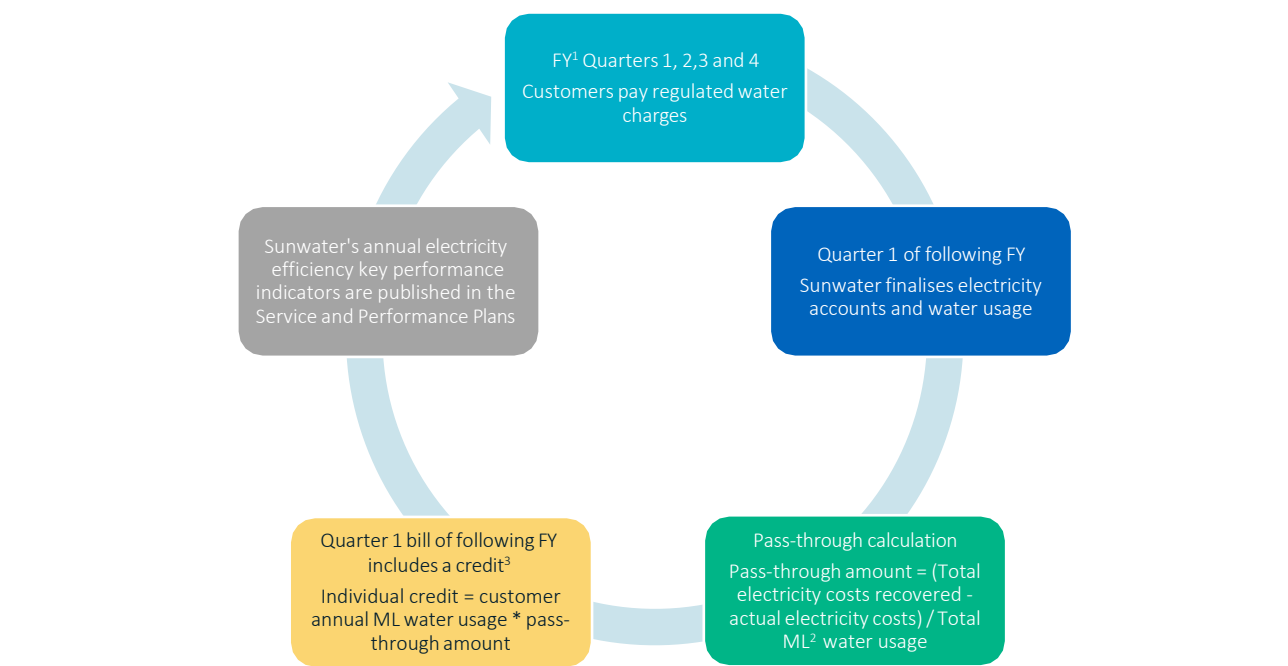 FY¹ Quarters 1, 2,3 and 4
Customers pay regulated water
charges
Quarter 1 of following FY
Sunwater finalises electricity
accounts and water usage
Pass-through calculation
Pass-through amount = (Total
electricity costs recovered -
actual electricity costs) / Total
ML² water usage
Quarter 1 bill of following FY
includes a credit³
Individual credit = customer
annual ML water usage * pass-
through amount
Sunwater's annual electricity
efficiency key performance
indicators are published in the
Service and Performance Plans